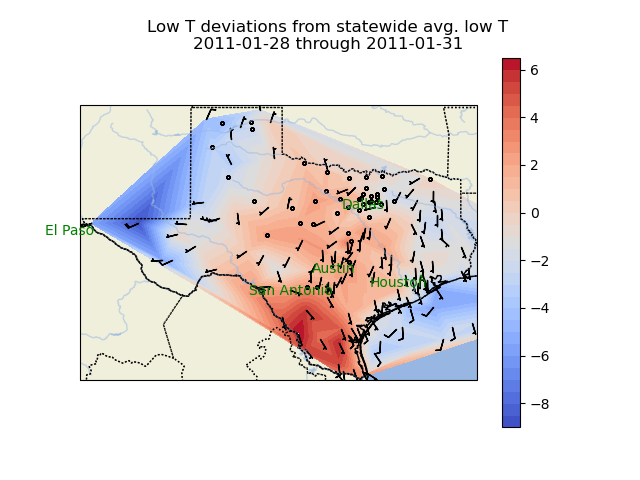 Low T deviations from statewide avg. low T
2011-01-28 through 2011-01-31
6
4
2
0
−2
−4
−6
−8
Dallas
El Paso
Austin
San Antonio
Houston